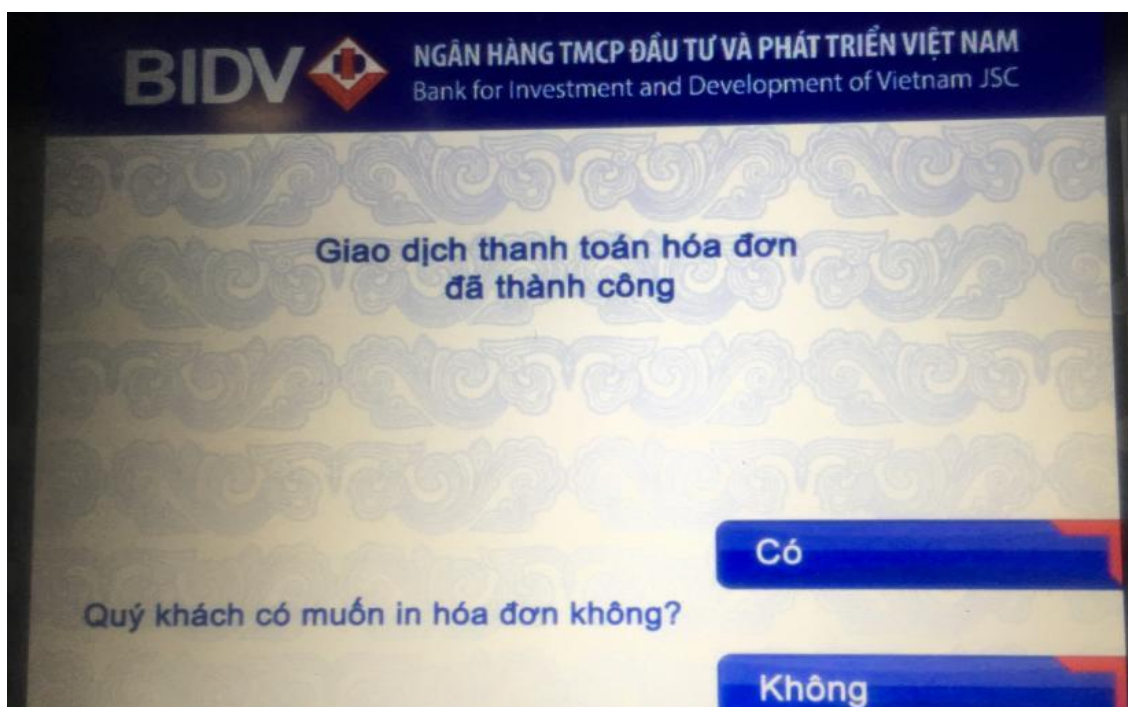 BIDV
NGÂN HÀNG TMCP ĐẦU TƯ VÀ PHÁT TRIỂN VIỆT NAM
Bank for Investment and Development of Vietnam JSC
Giao dịch thanh toán hóa đơn
đã thành công
Có
Quý khách có muốn in hóa đơn không?
Không